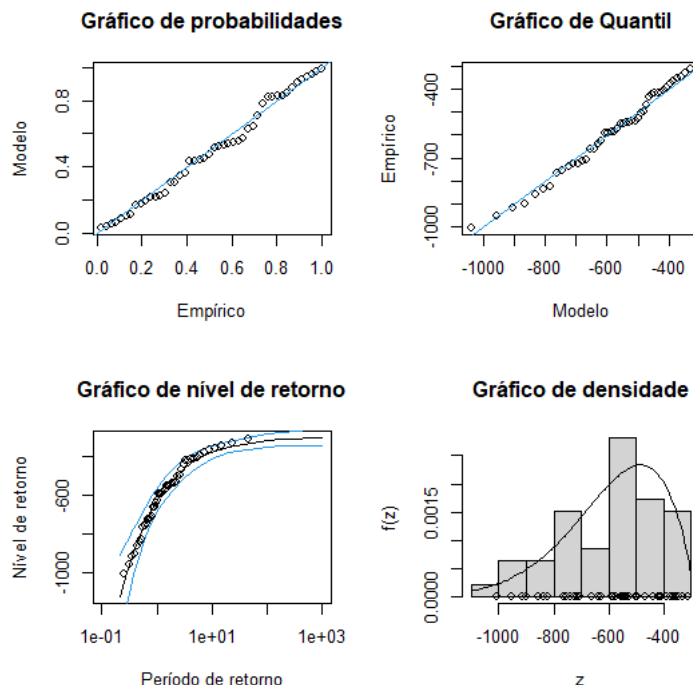 Gráfico de probabilidades
Modelo
0.0 0.4 0.8
0.0 0.2 0.4 0.6 0.8 1.0
Empírico
Gráfico de Quantil
Empírico
-1000 -700 -400
-1000 -800 -600 -400
Modelo
Gráfico de nível de retorno
Nível de retorno
-1000 -600
1e-01 1e+01 1e+03
Período de retorno
Gráfico de densidade
f(z)
0.0000 0.0015
-1000 -800 -600 -400
z